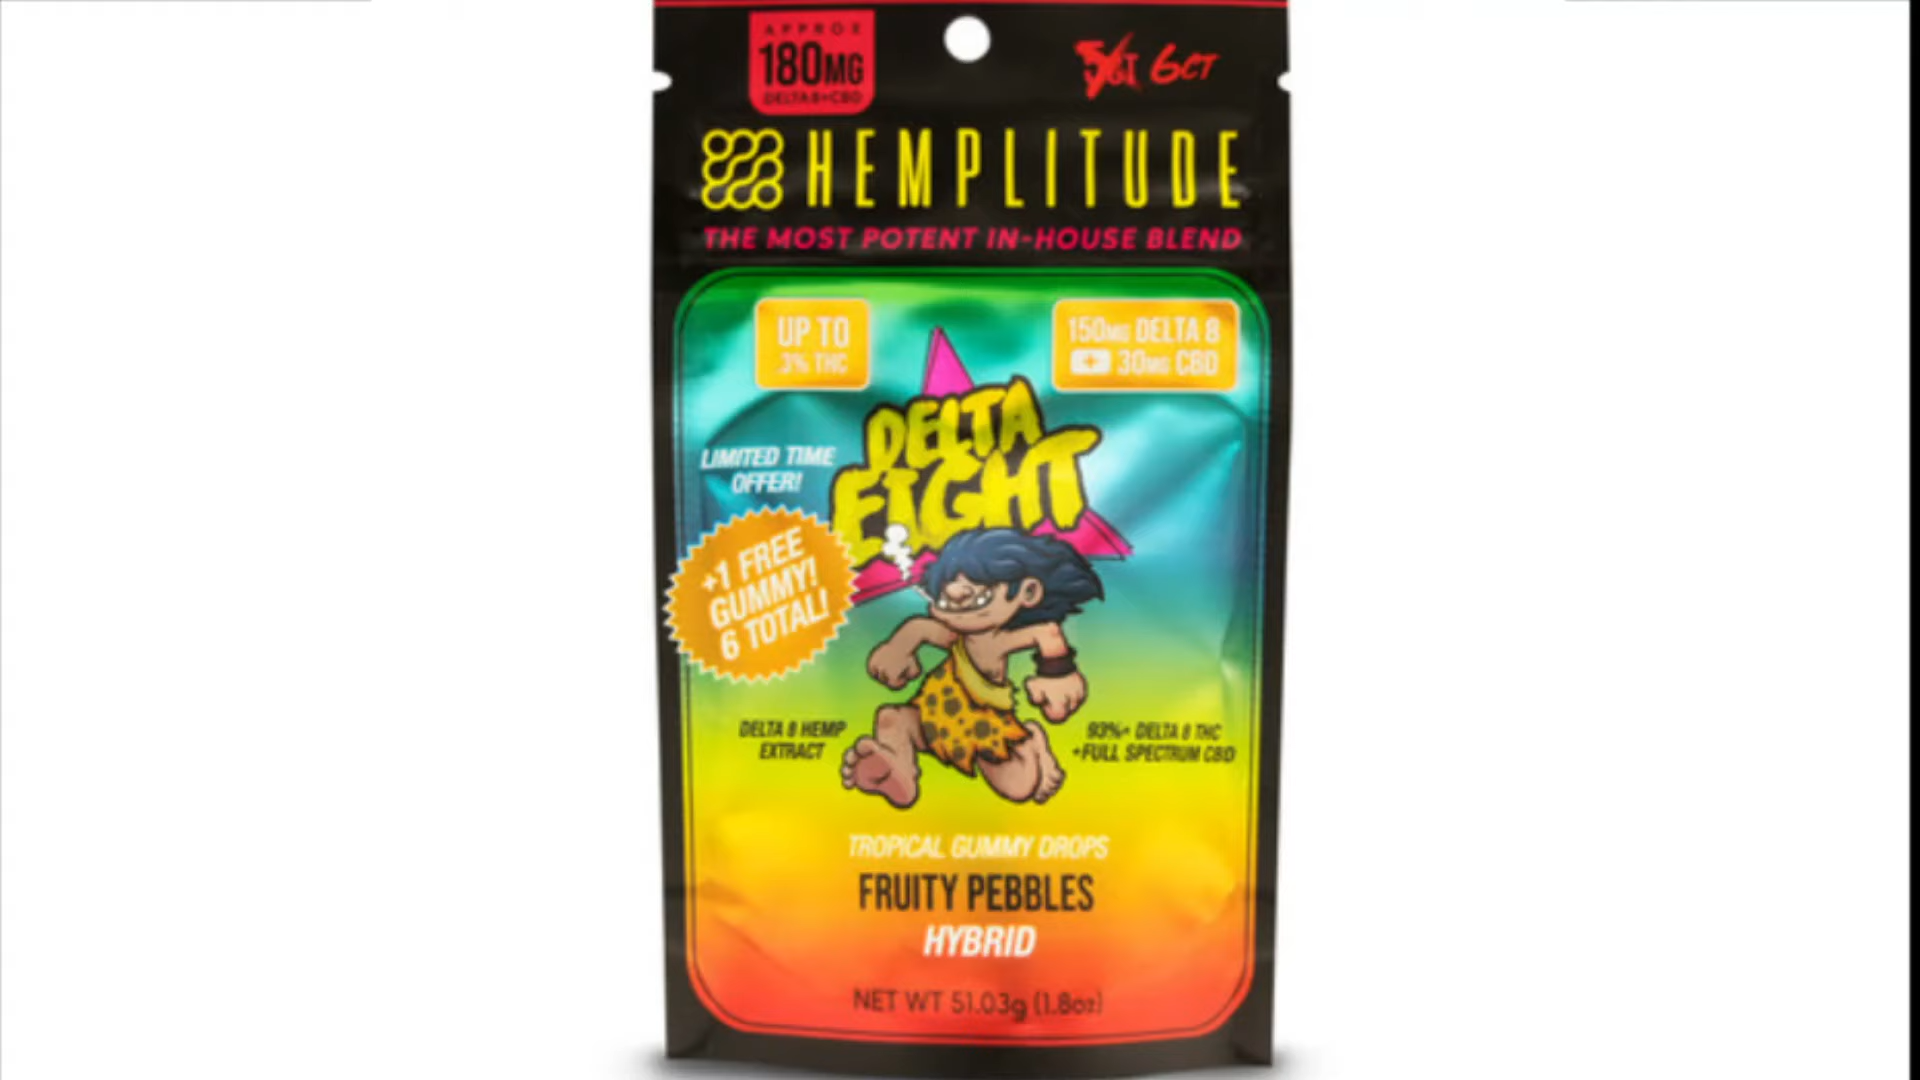 APPROX
180MG
DELTA 8+CBD
5CT 6CT
HEMPLITUDE
THE MOST POTENT IN-HOUSE BLEND
UP TO
.3% THC
150MG DELTA 8
+ 30MG CBD
DELTA
EIGHT
LIMITED TIME
OFFER!
+1 FREE
GUMMY!
6 TOTAL!
DELTA 8 HEMP
EXTRACT
93%+ DELTA 8 THC
+FULL SPECTRUM CBD
TROPICAL GUMMY DROPS
FRUITY PEBBLES
HYBRID
NET WT 51.03g (1.8oz)